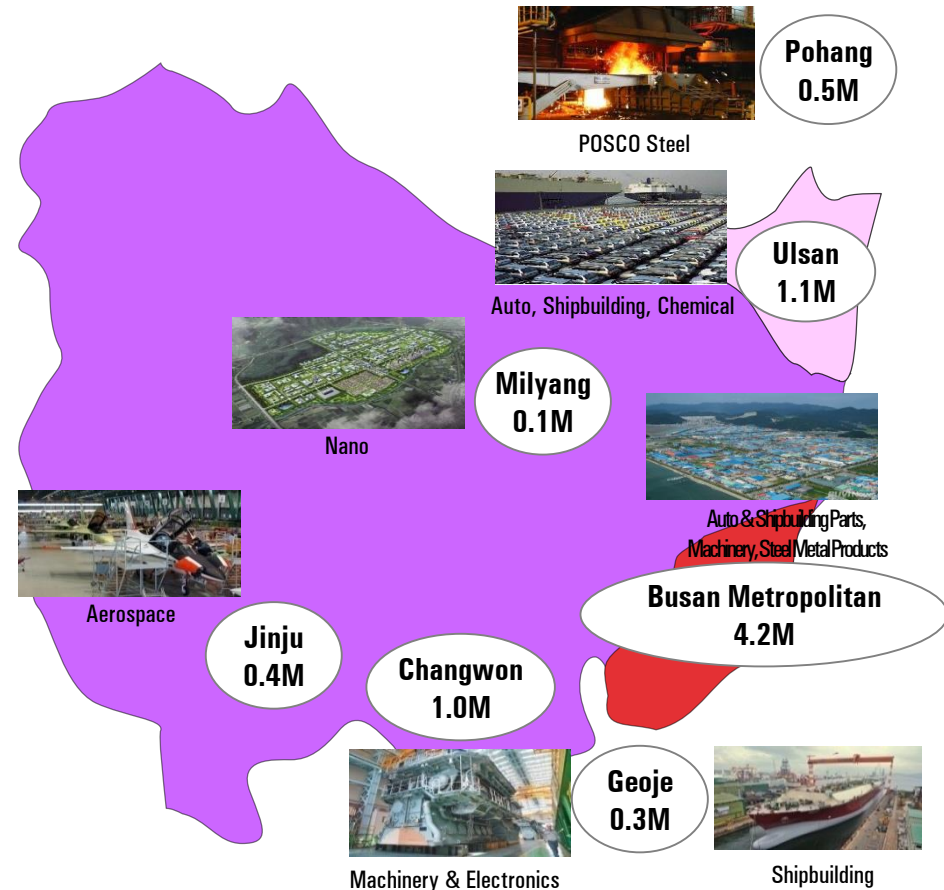 Pohang
0.5M
POSCO Steel
Ulsan
1.1M
Auto, Shipbuilding, Chemical
Milyang
0.1M
Nano
Auto & Shipbuilding Parts,
Machinery, Steel Metal Products
Aerospace
Busan Metropolitan
4.2M
Jinju
0.4M
Changwon
1.0M
Geoje
0.3M
Machinery & Electronics
Shipbuilding